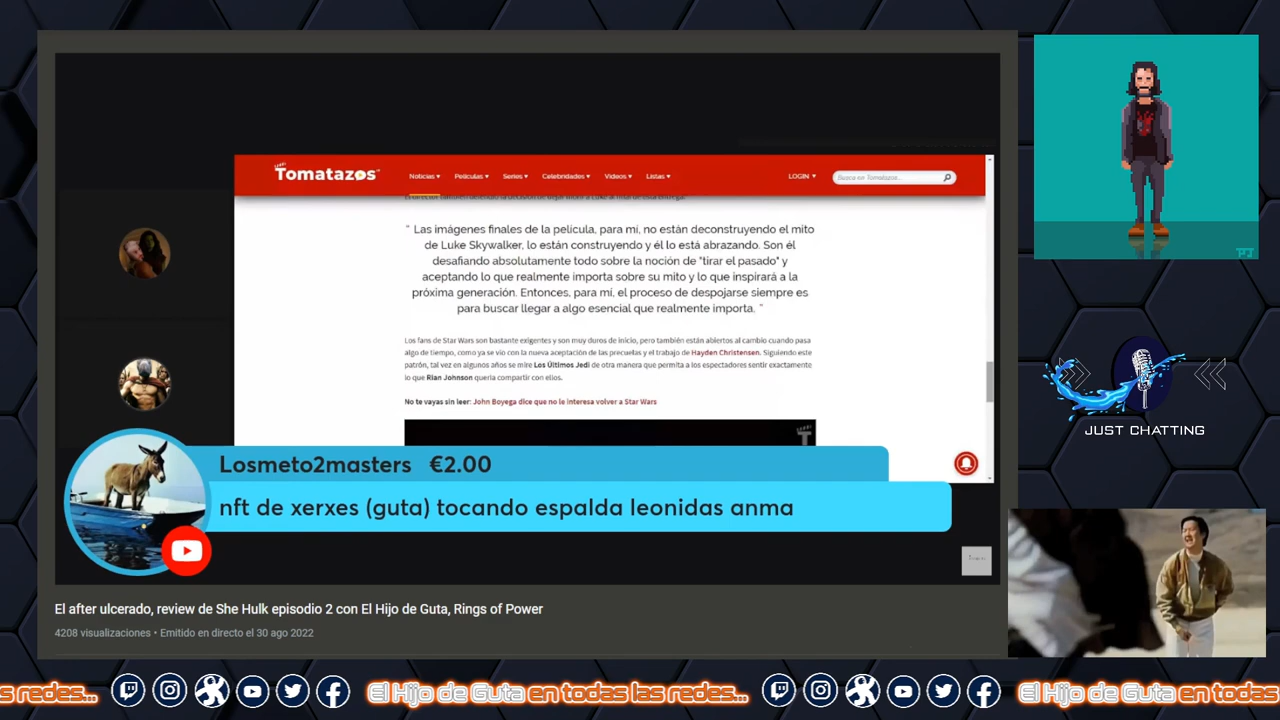 Tomatazos
Noticias
Películas
Series
Celebridades
Videos
Listas
LOGIN
Busca en Tomatazos...
" Las imágenes finales de la película, para mí, no están deconstruyendo el mito
de Luke Skywalker, lo están construyendo y él lo está abrazando. Son él
desafiando absolutamente todo sobre la noción de "tirar el pasado" y
aceptando lo que realmente importa sobre su mito y lo que inspirará a la
próxima generación. Entonces, para mí, el proceso de despojarse siempre es
para buscar llegar a algo esencial que realmente importa. "
Los fans de Star Wars son bastante exigentes y son muy duros de inicio, pero también están abiertos al cambio cuando pasa
algo de tiempo, como ya se vio con la nueva aceptación de las precuelas y el trabajo de Hayden Christensen. Siguiendo este
patrón, tal vez en algunos años se mire Los Últimos Jedi de otra manera que permita a los espectadores sentir exactamente
lo que Rian Johnson quería compartir con ellos.
No te vayas sin leer: John Boyega dice que no le interesa volver a Star Wars
Losmeto2masters €2.00
nft de xerxes (guta) tocando espalda leonidas anma
El after ulcerado, review de She Hulk episodio 2 con El Hijo de Guta, Rings of Power
4208 visualizaciones • Emitido en directo el 30 ago 2022
PJ
JUST CHATTING
s redes... El Hijo de Guta en todas las redes... El Hijo de Guta en todas